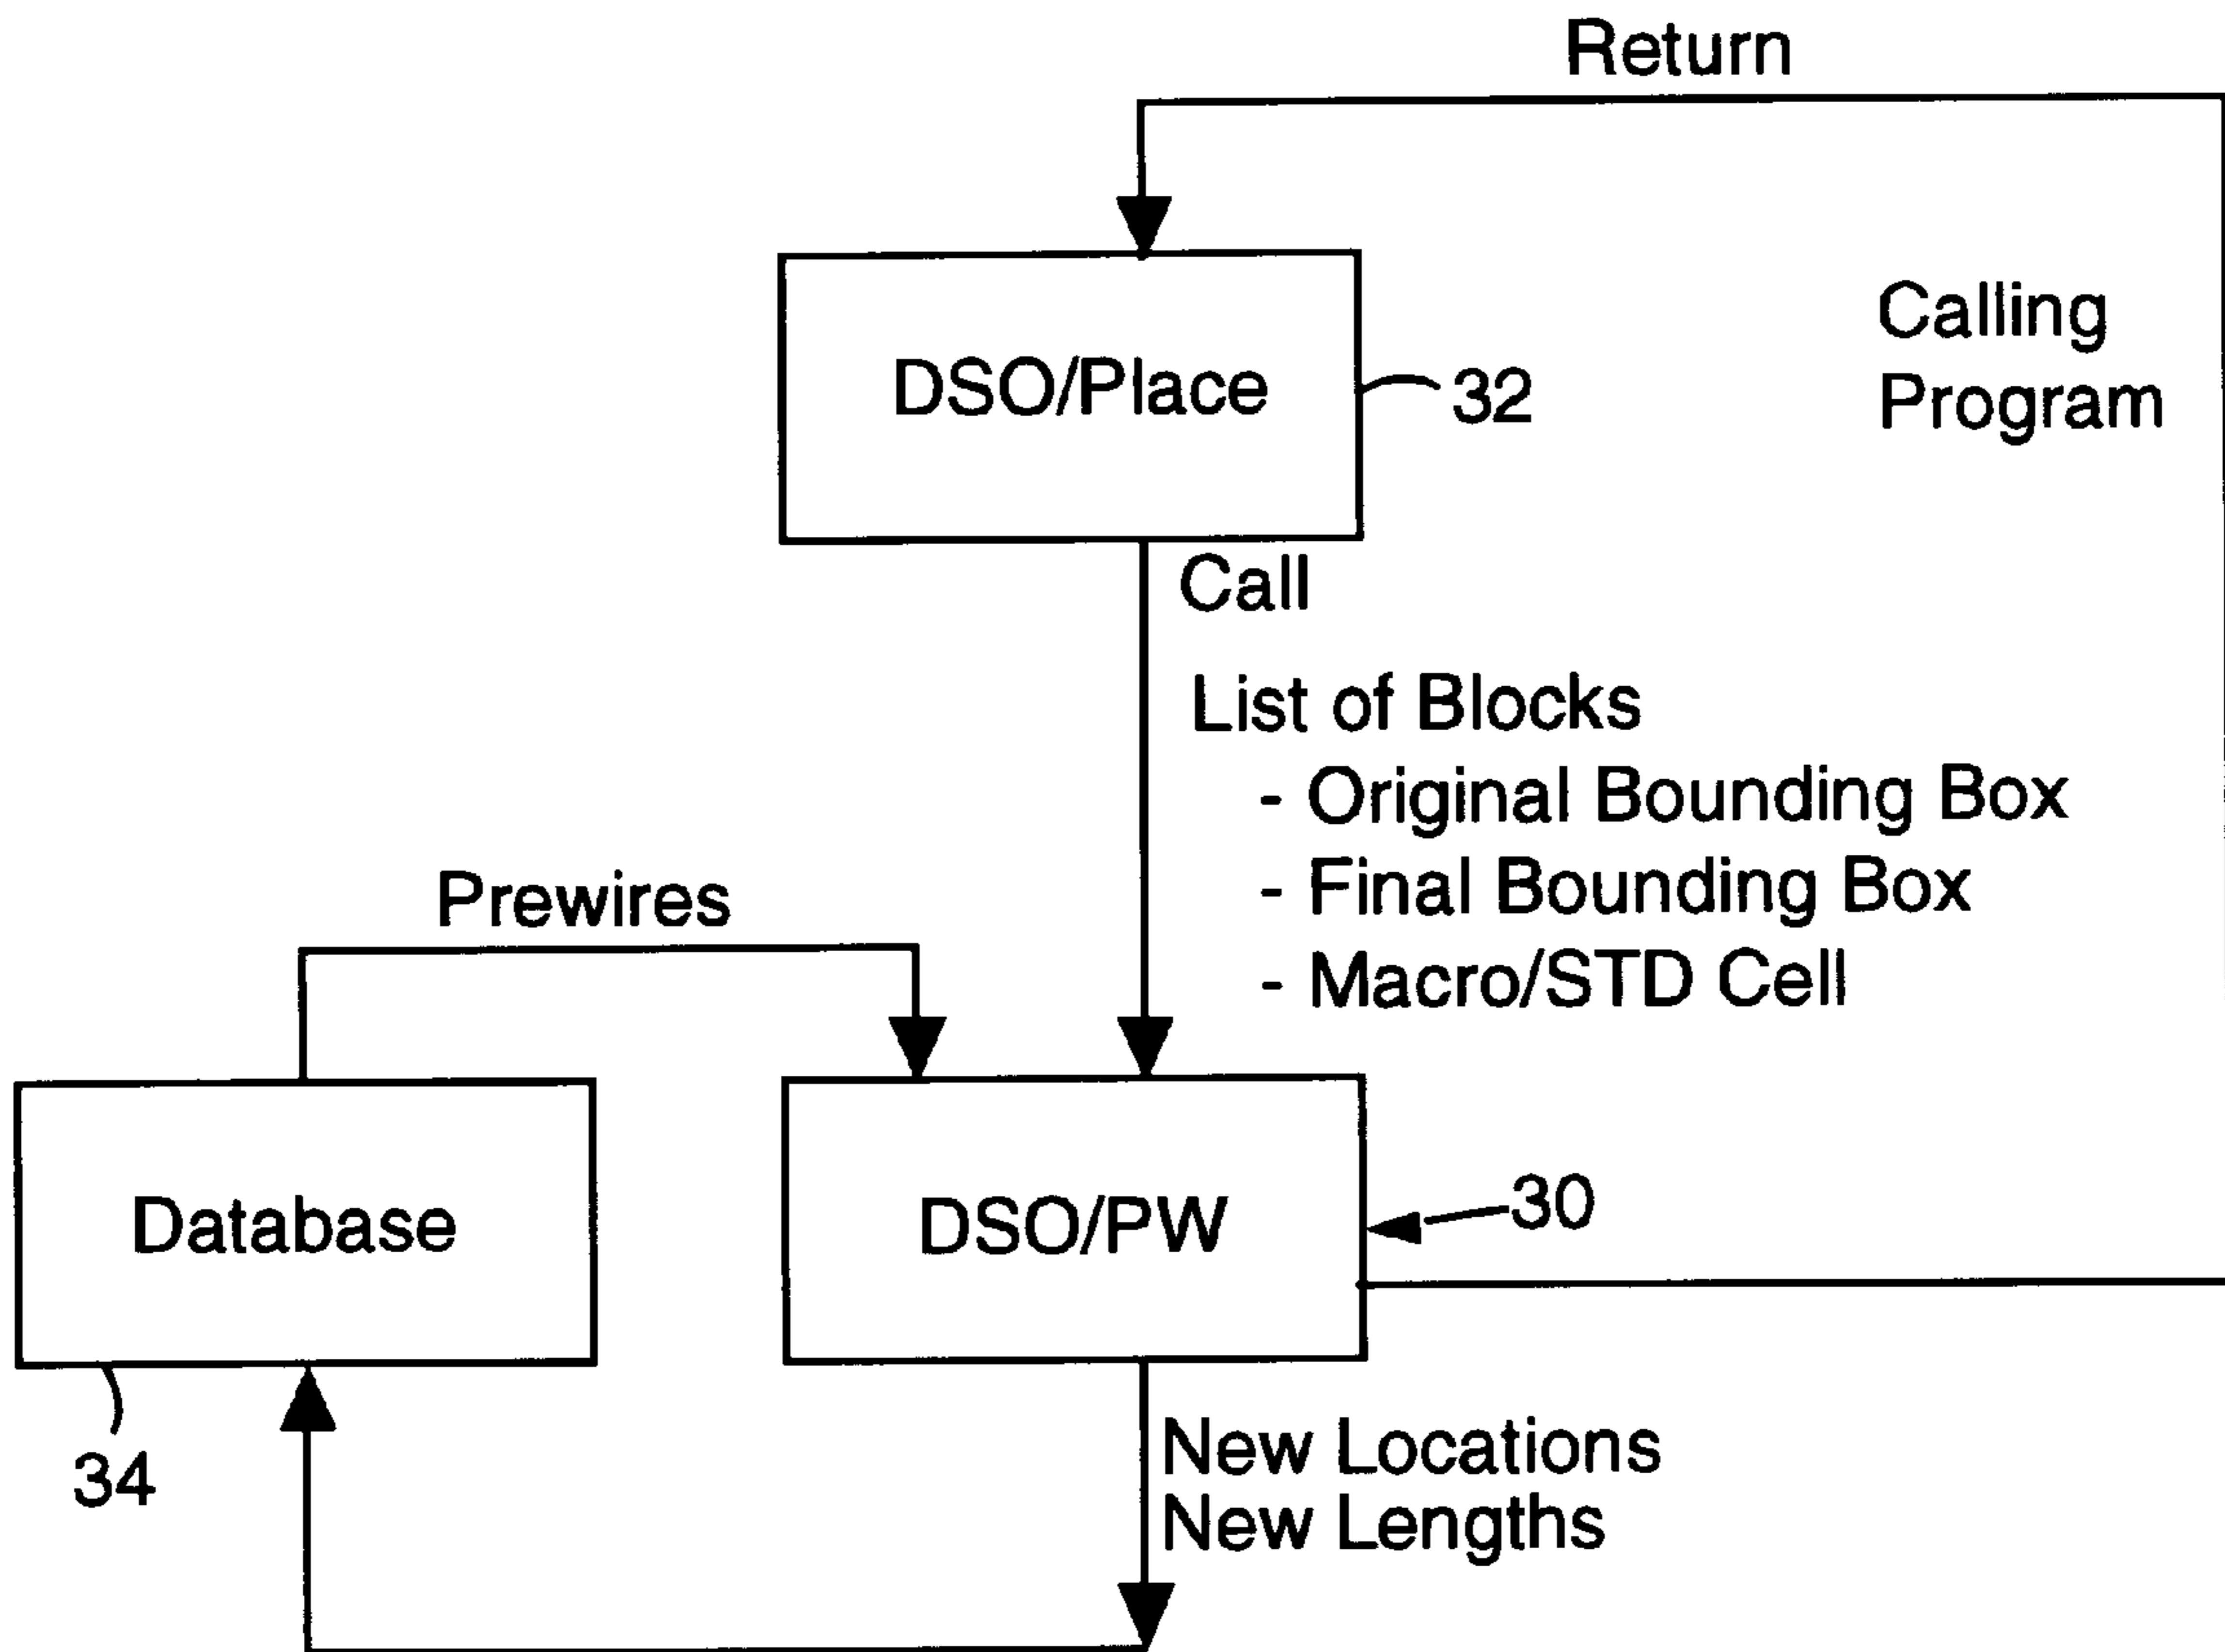 Return
DSO/Place
32
Calling
Program
Call
List of Blocks
- Original Bounding Box
- Final Bounding Box
- Macro/STD Cell
Prewires
Database
DSO/PW
30
34
New Locations
New Lengths